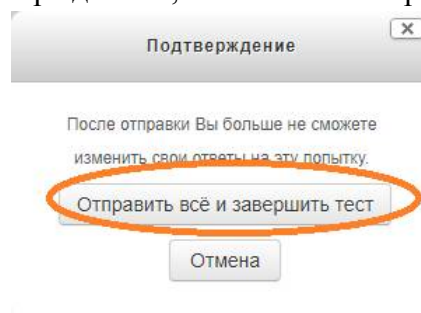 Подтверждение
После отправки Вы больше не сможете
изменить свои ответы на эту попытку.
Отправить всё и завершить тест
Отмена